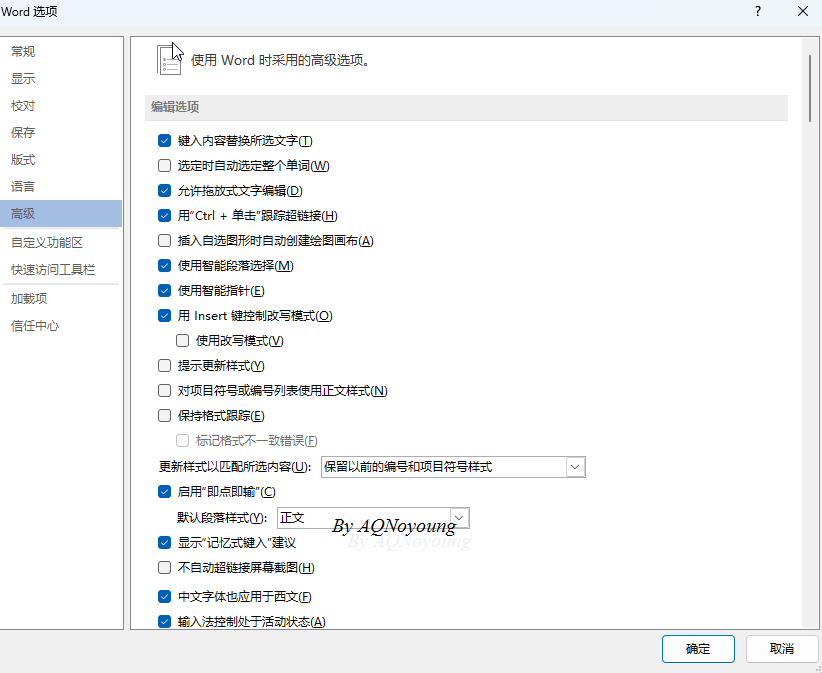 Word 选项
?
常规
显示
校对
保存
版式
语言
高级
自定义功能区
快速访问工具栏
加载项
信任中心
使用 Word 时采用的高级选项。
编辑选项
键入内容替换所选文字(T)
选定时自动选定整个单词(W)
允许拖放式文字编辑(D)
用“Ctrl + 单击”跟踪超链接(H)
插入自选图形时自动创建绘图画布(A)
使用智能段落选择(M)
使用智能指针(E)
用 Insert 键控制改写模式(O)
使用改写模式(V)
提示更新样式(Y)
对项目符号或编号列表使用正文样式(N)
保持格式跟踪(E)
标记格式不一致错误(F)
更新样式以匹配所选内容(U): 保留以前的编号和项目符号样式
启用“即点即输”(C)
默认段落样式(Y): 正文
By AQNoyoung
By AQNoyoung
显示“记忆式键入”建议
不自动超链接屏幕截图(H)
中文字体也应用于西文(F)
输入法控制处于活动状态(A)
确定 取消